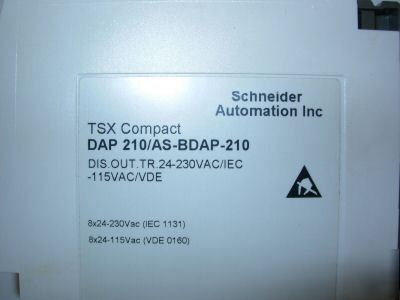 Schneider
Automation Inc
TSX Compact
DAP 210/AS-BDAP-210
DIS.OUT.TR.24-230VAC/IEC
-115VAC/VDE
8x24-230Vac (IEC 1131)
8x24-115Vac (VDE 0160)